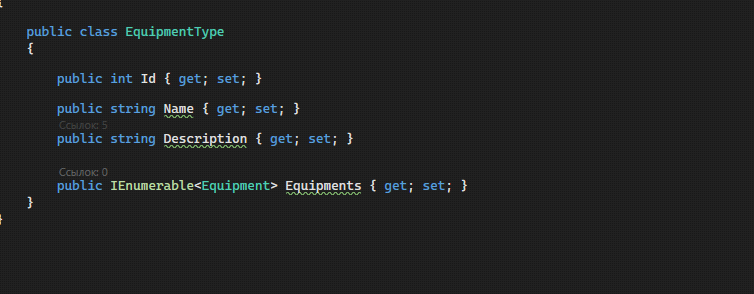 {
public class EquipmentType
{
public int Id { get; set; }
public string Name { get; set; }
Ссылок: 5
public string Description { get; set; }
Ссылок: 0
public IEnumerable<Equipment> Equipments { get; set; }
}
}